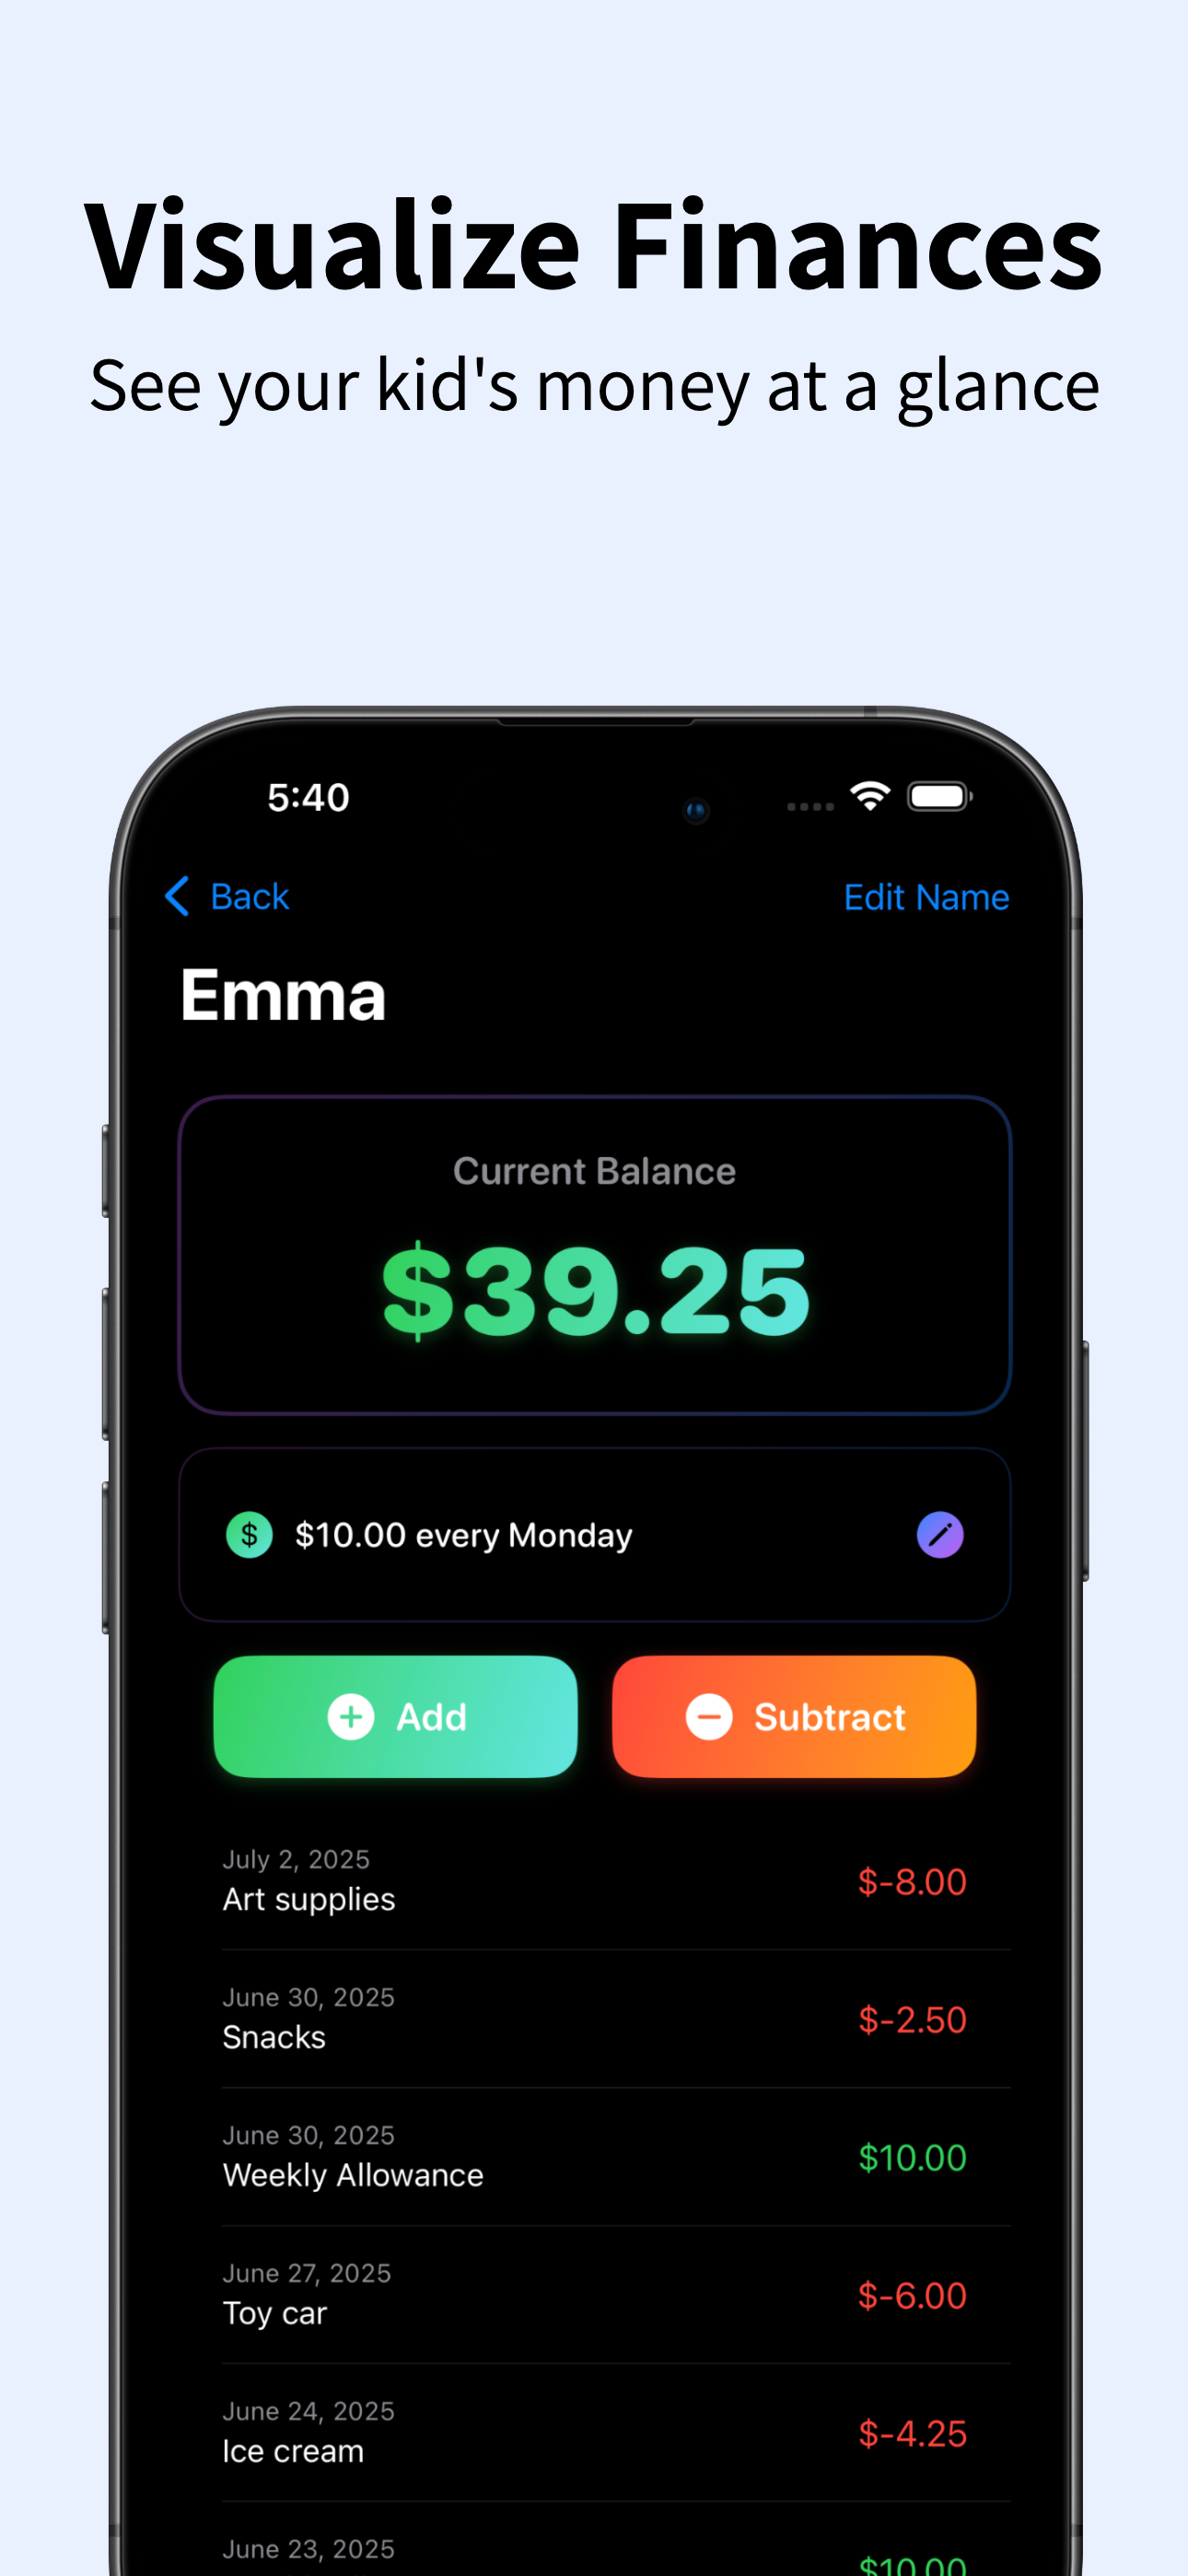 Visualize Finances
See your kid's money at a glance
5:40
Back
Edit Name
Emma
Current Balance
$39.25
$ $10.00 every Monday
Add
Subtract
July 2, 2025
Art supplies
$-8.00
June 30, 2025
Snacks
$-2.50
June 30, 2025
Weekly Allowance
$10.00
June 27, 2025
Toy car
$-6.00
June 24, 2025
Ice cream
$-4.25
June 23, 2025
$10.00